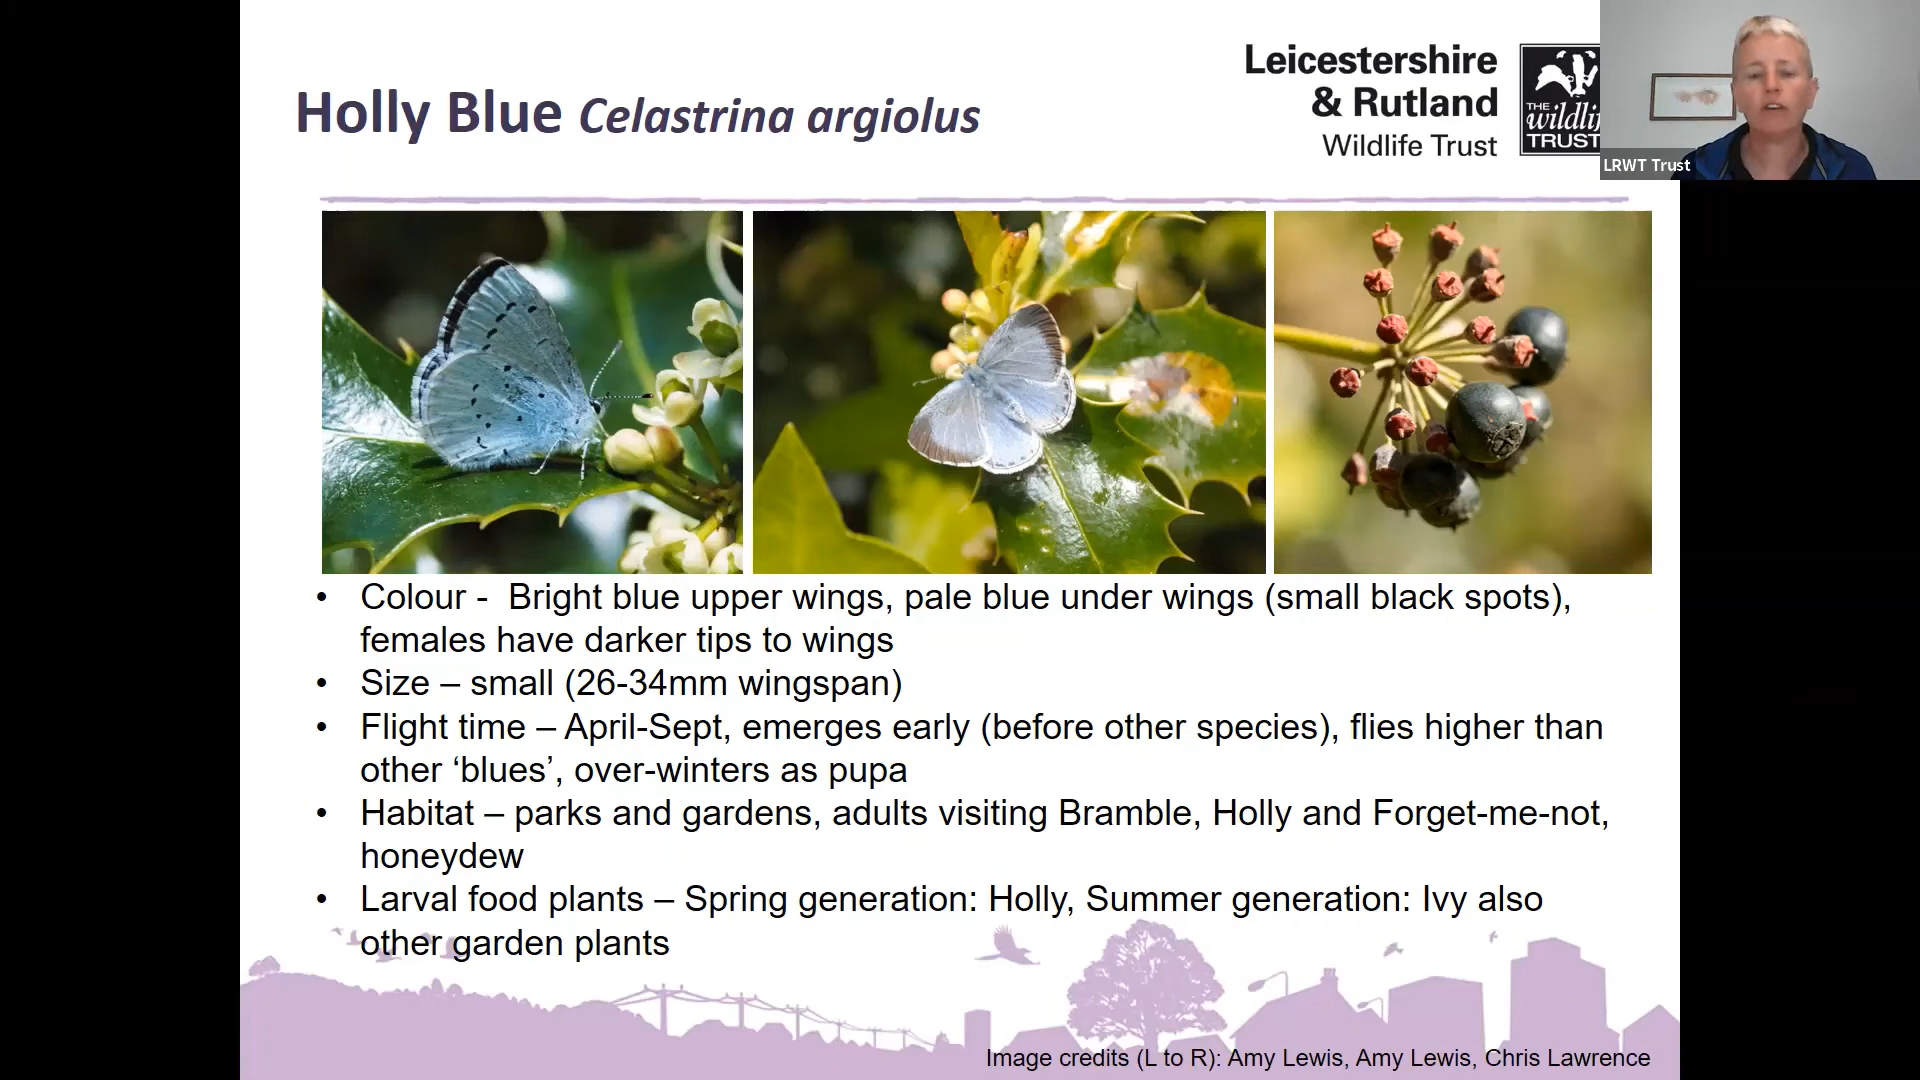 Holly Blue Celastrina argiolus
Leicestershire
& Rutland
Wildlife Trust
THE
wildli
TRUST
LRWT Trust
• Colour -  Bright blue upper wings, pale blue under wings (small black spots),
females have darker tips to wings
• Size – small (26-34mm wingspan)
• Flight time – April-Sept, emerges early (before other species), flies higher than
other ‘blues’, over-winters as pupa
• Habitat – parks and gardens, adults visiting Bramble, Holly and Forget-me-not,
honeydew
• Larval food plants – Spring generation: Holly, Summer generation: Ivy also
other garden plants
Image credits (L to R): Amy Lewis, Amy Lewis, Chris Lawrence